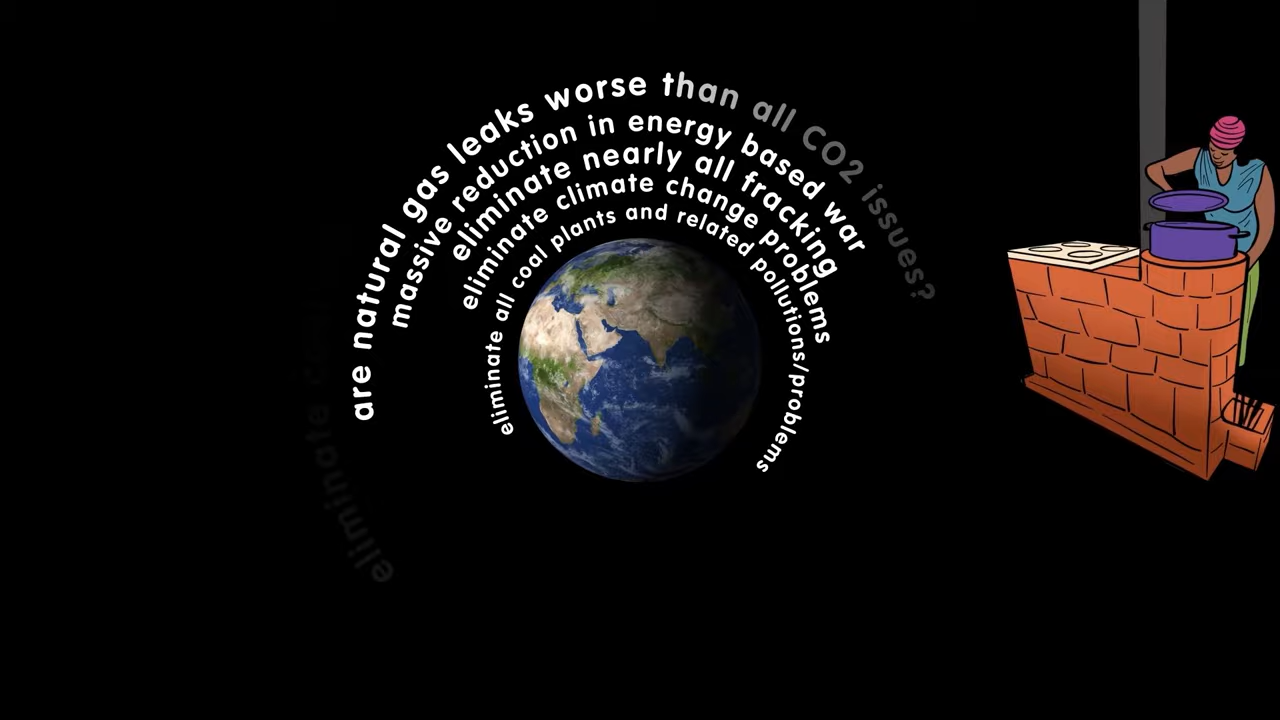 are natural gas leaks worse than all CO2 issues?
massive reduction in energy based war
eliminate nearly all fracking
eliminate climate change problems
eliminate all coal plants and related pollutions/problems
eliminate